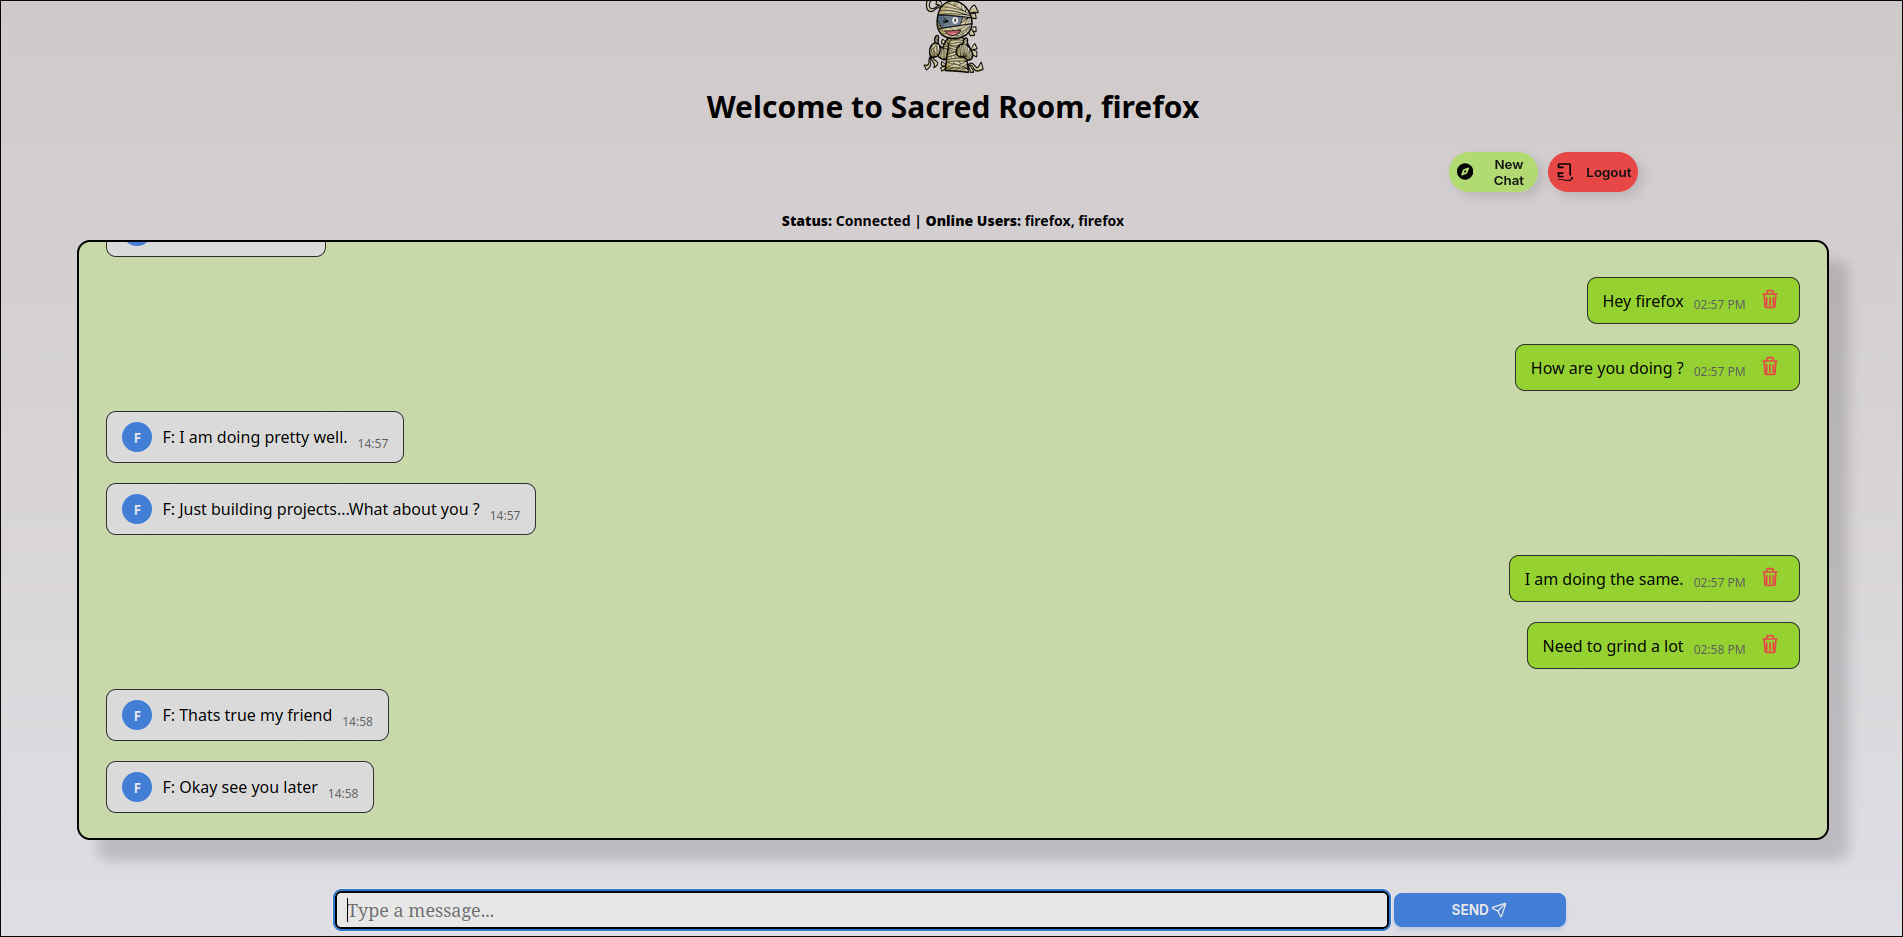 Welcome to Sacred Room, firefox
New
Chat
Logout
Status: Connected | Online Users: firefox, firefox
Hey firefox 02:57 PM
How are you doing ? 02:57 PM
F F: I am doing pretty well. 14:57
F F: Just building projects...What about you ? 14:57
I am doing the same. 02:57 PM
Need to grind a lot 02:58 PM
F F: Thats true my friend 14:58
F F: Okay see you later 14:58
Type a message...
SEND